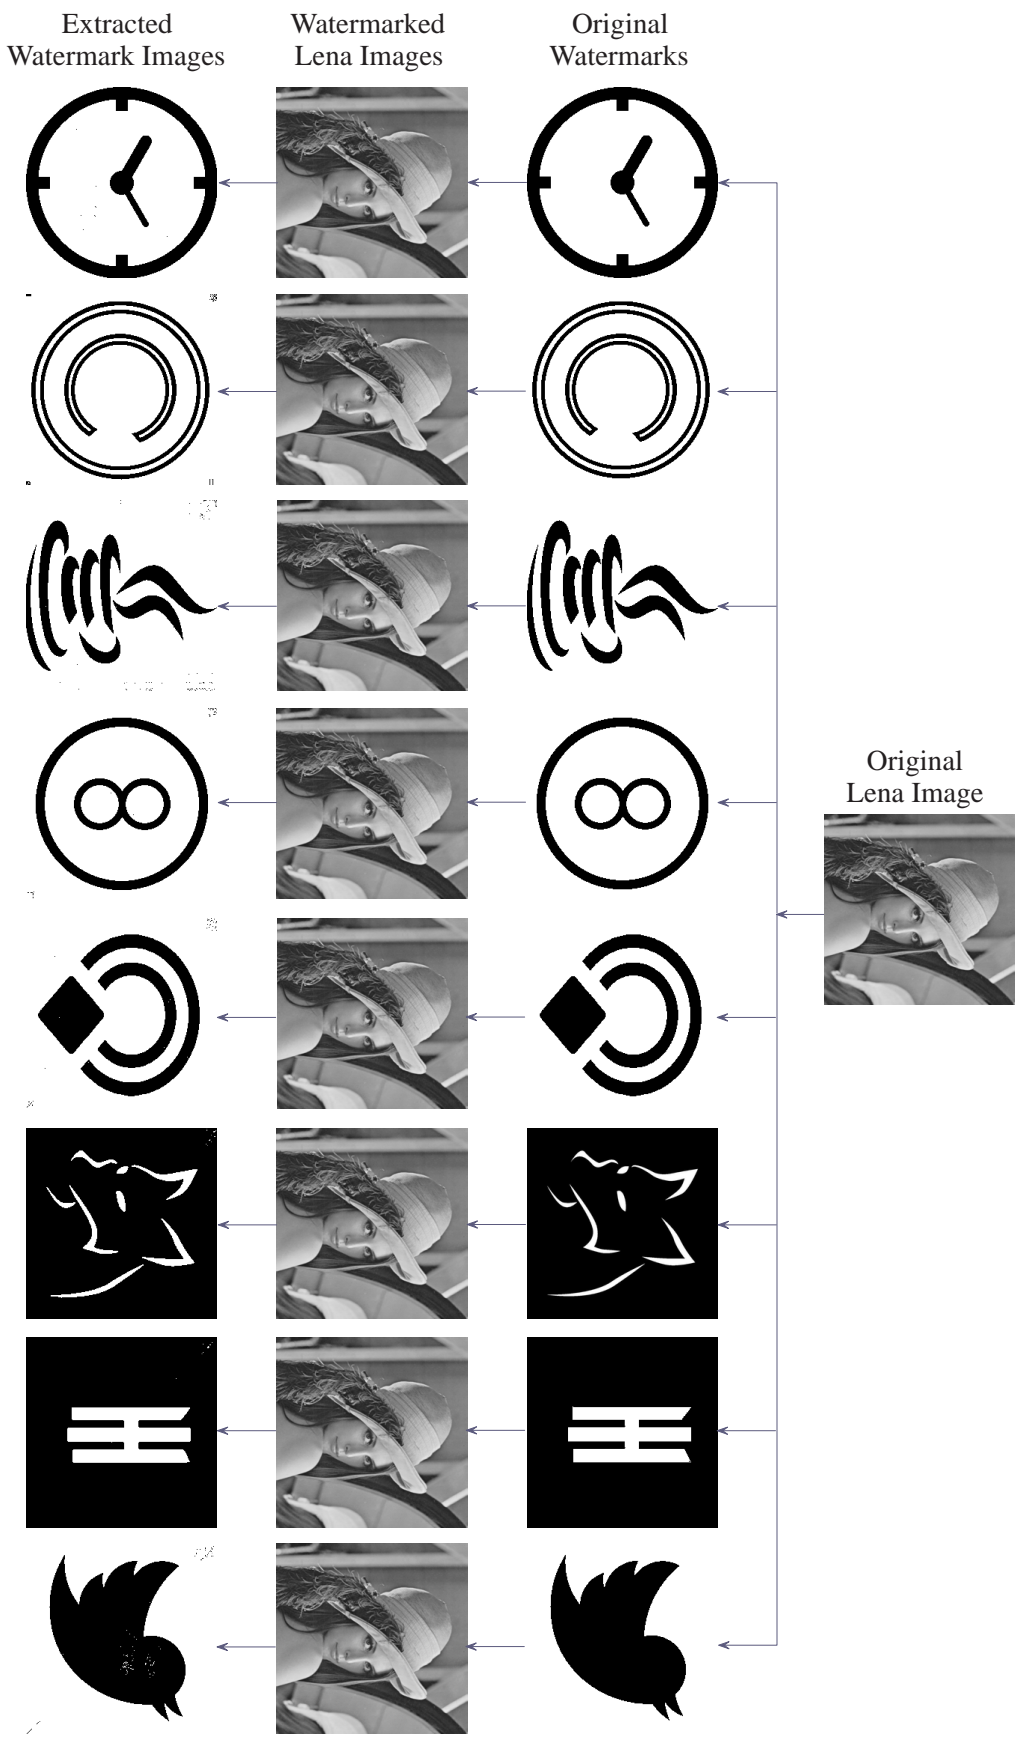 Extracted
Watermark Images
Watermarked
Lena Images
Original
Watermarks
Original
Lena Image